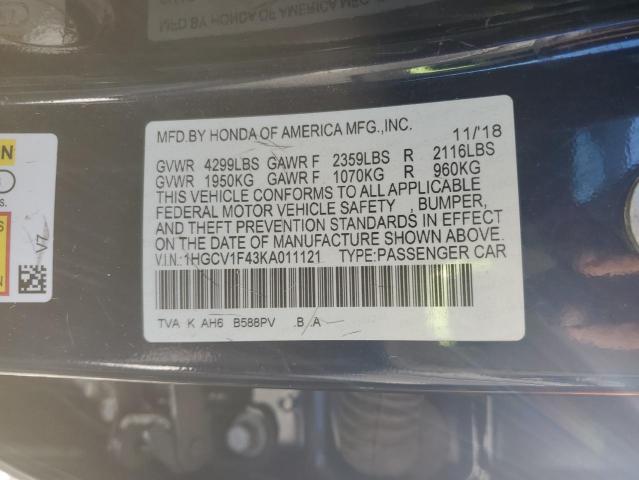 MFD.BY HONDA OF AMERICA MFG.,INC. 11/'18
GVWR 4299LBS GAWR F 2359LBS R 2116LBS
GVWR 1950KG GAWR F 1070KG R 960KG
THIS VEHICLE CONFORMS TO ALL APPLICABLE
FEDERAL MOTOR VEHICLE SAFETY , BUMPER,
AND THEFT PREVENTION STANDARDS IN EFFECT
ON THE DATE OF MANUFACTURE SHOWN ABOVE.
V.I.N.:1HGCV1F43KA011121 TYPE:PASSENGER CAR
TVA K AH6 B588PV .B .A
ON
S.
S
VZ